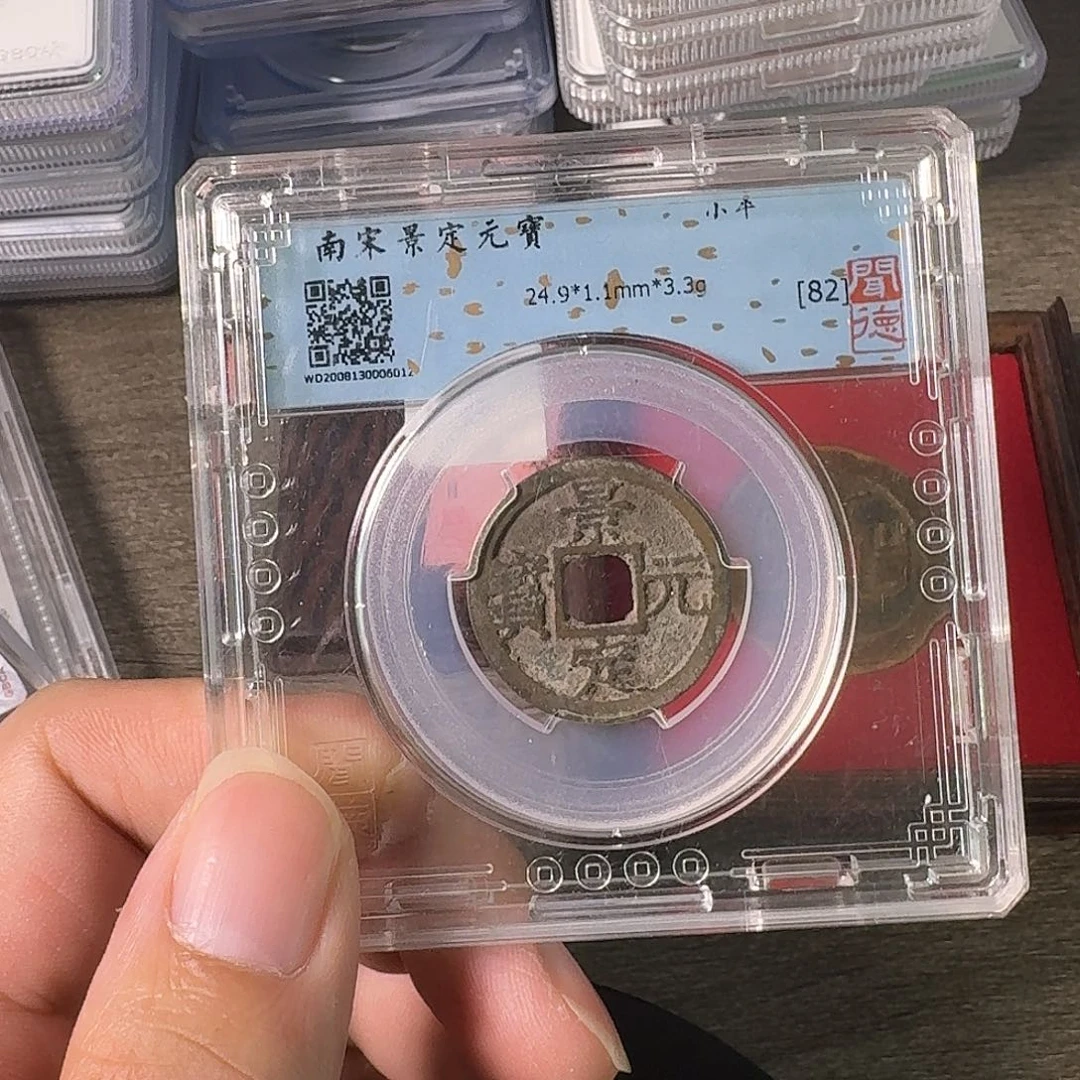 南宋景定元寶
小平
24.9*1.1mm*3.3g
[82]
聞德
WD2008130006012
景
元
寶
定